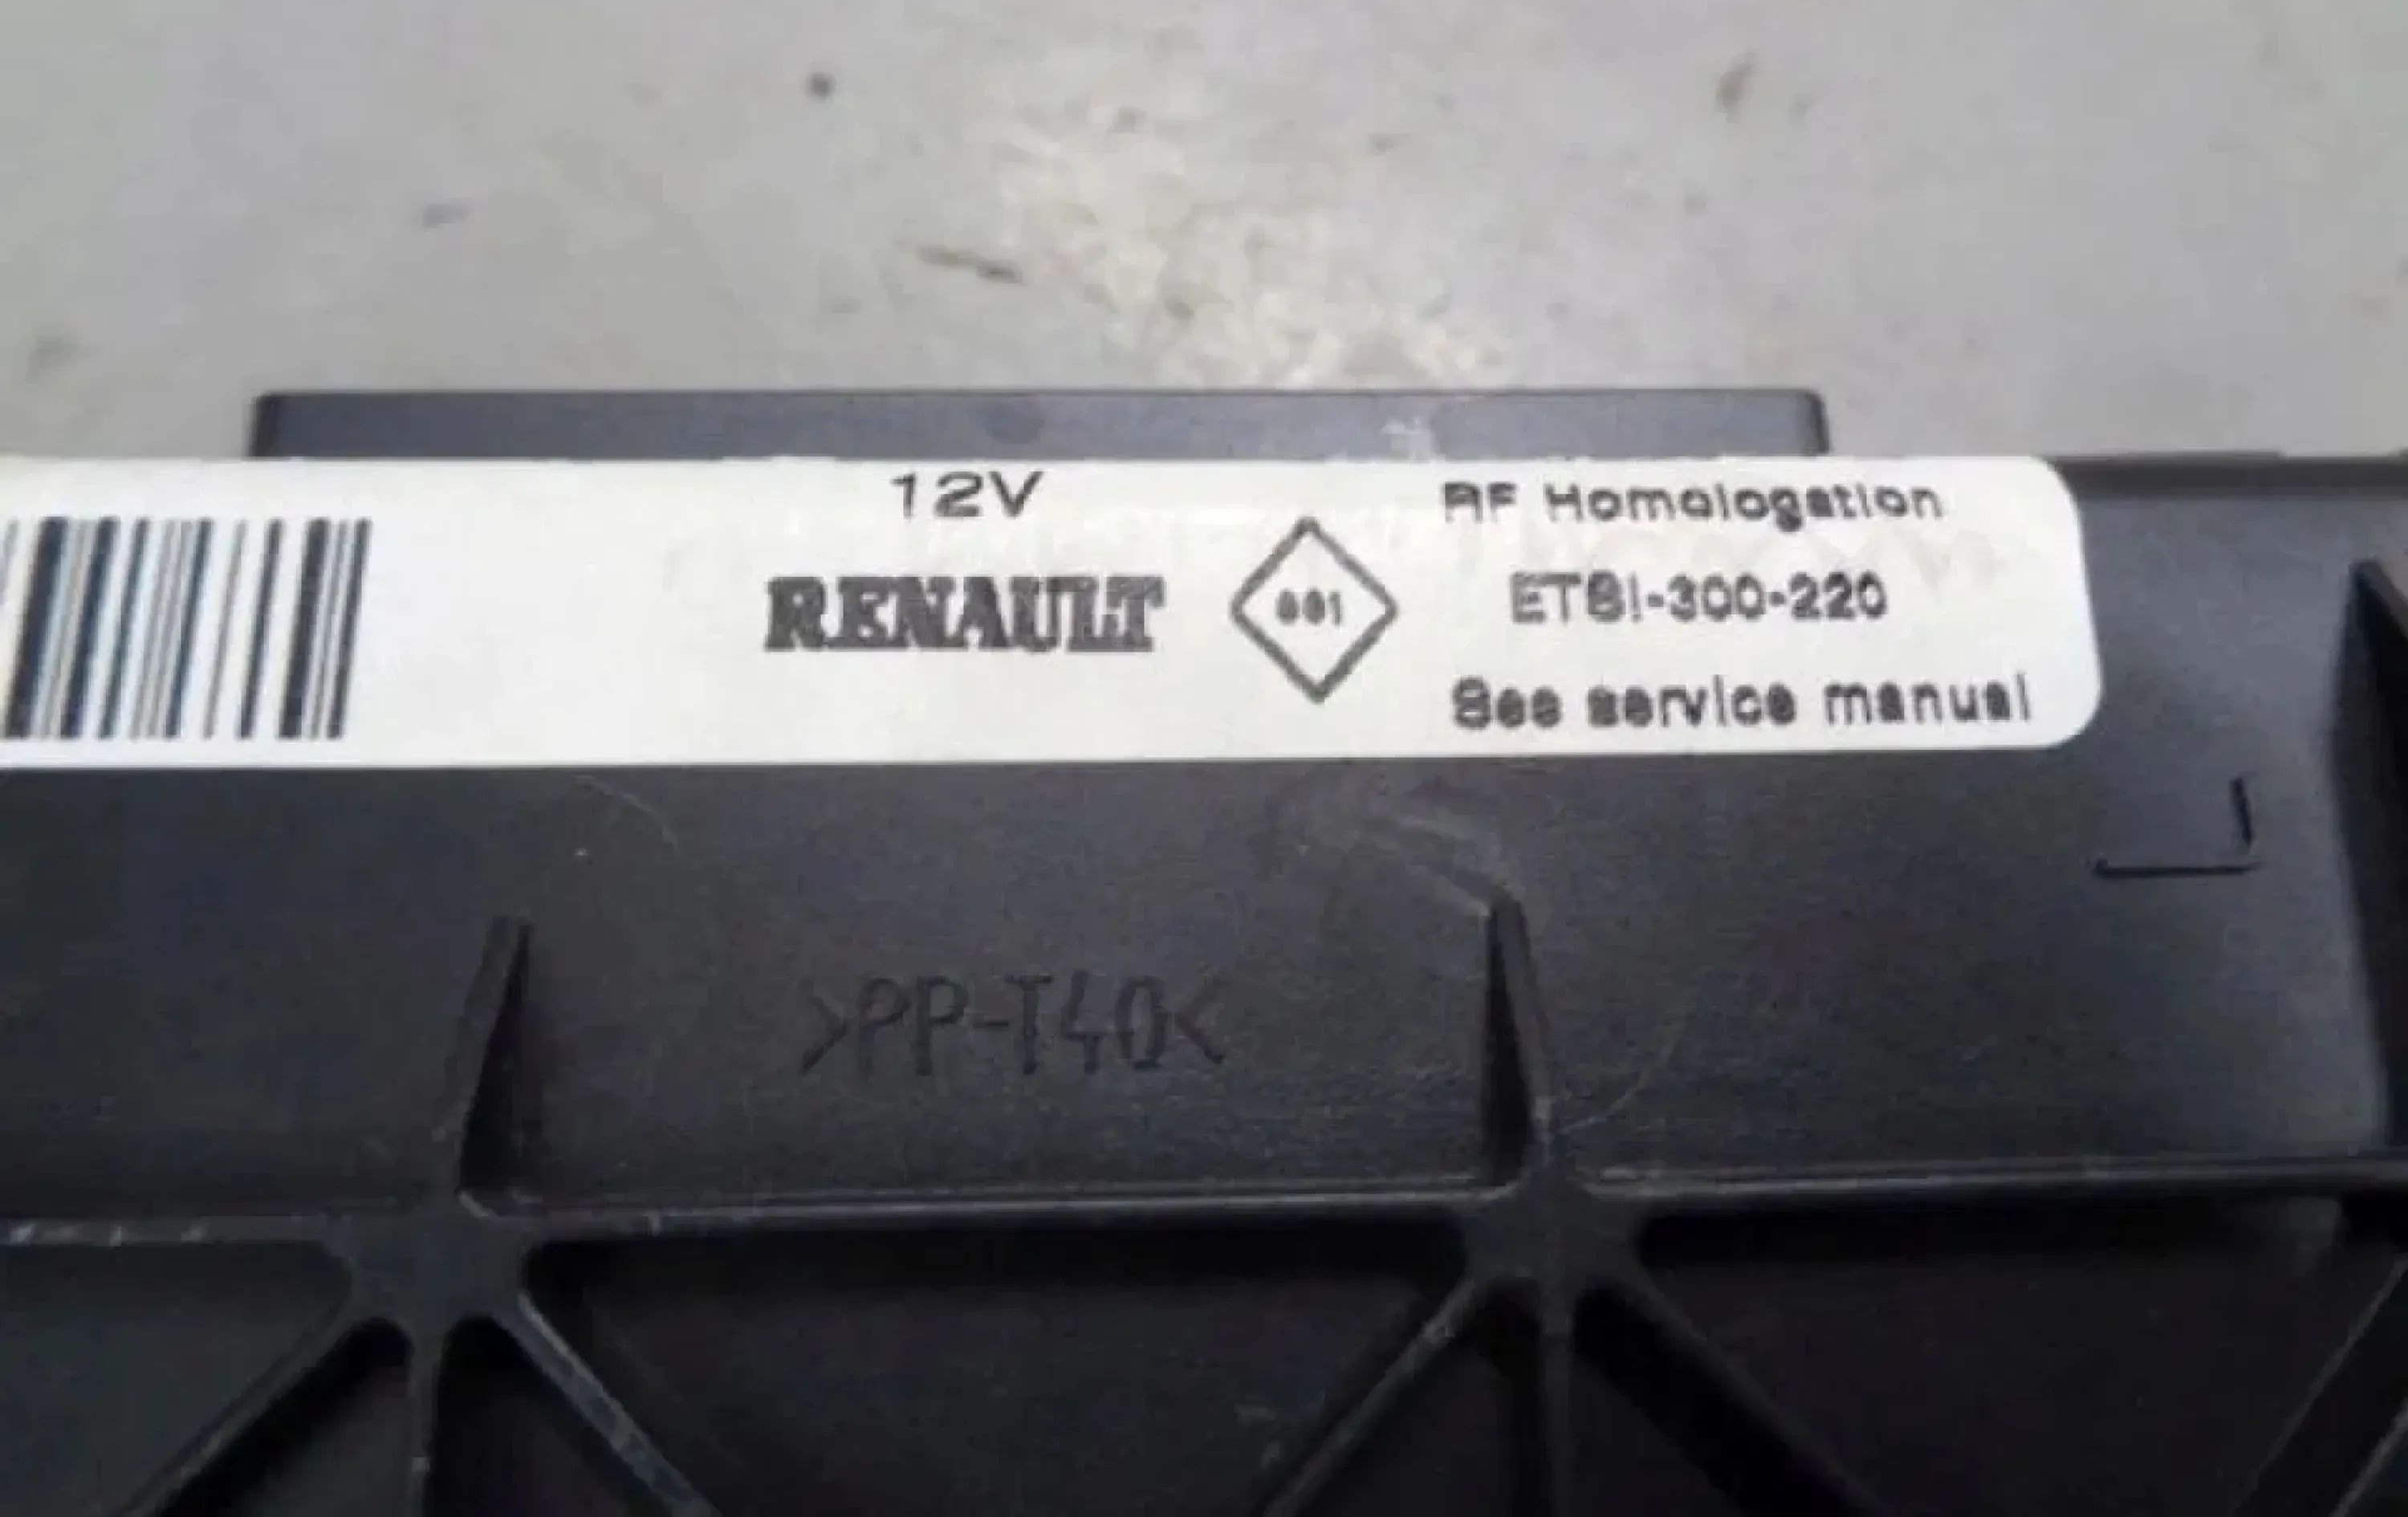 12V
RF Homologation
RENAULT
ETSI-300-220
See service manual
>PP-T40<